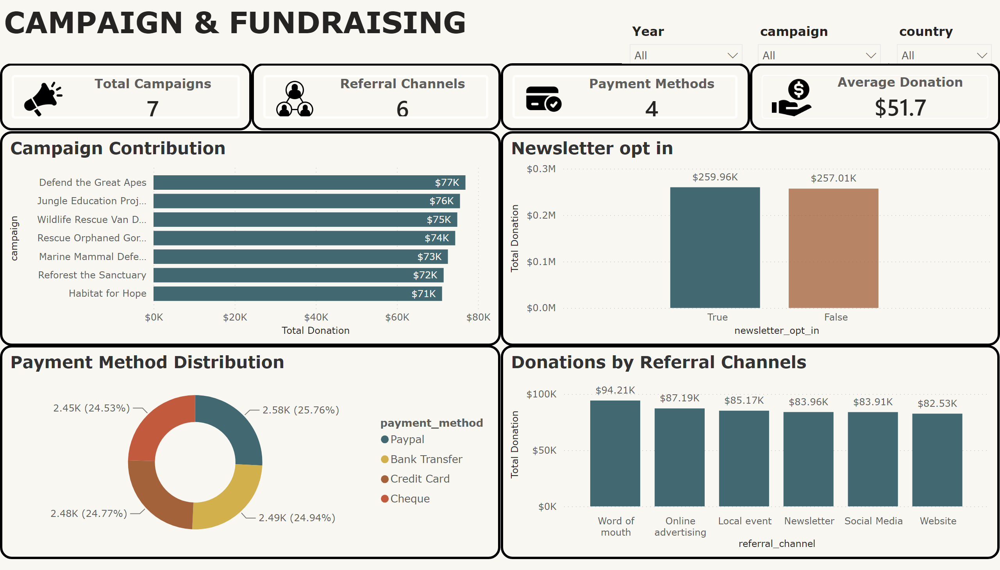 CAMPAIGN & FUNDRAISING
Year
campaign
country
All
All
All
Total Campaigns
7
Referral Channels
6
Payment Methods
4
Average Donation
$51.7
Campaign Contribution
campaign
Defend the Great Apes
$77K
Jungle Education Proj...
$76K
Wildlife Rescue Van D...
$75K
Rescue Orphaned Gor...
$74K
Marine Mammal Defe...
$73K
Reforest the Sanctuary
$72K
Habitat for Hope
$71K
$0K
$20K
$40K
$60K
$80K
Total Donation
Newsletter opt in
Total Donation
$0.3M
$0.2M
$0.1M
$0.0M
$259.96K
$257.01K
True
False
newsletter_opt_in
Payment Method Distribution
2.45K (24.53%)
2.58K (25.76%)
2.48K (24.77%)
2.49K (24.94%)
payment_method
Paypal
Bank Transfer
Credit Card
Cheque
Donations by Referral Channels
Total Donation
$100K
$50K
$0K
$94.21K
$87.19K
$85.17K
$83.96K
$83.91K
$82.53K
Word of
mouth
Online
advertising
Local event
Newsletter
Social Media
Website
referral_channel